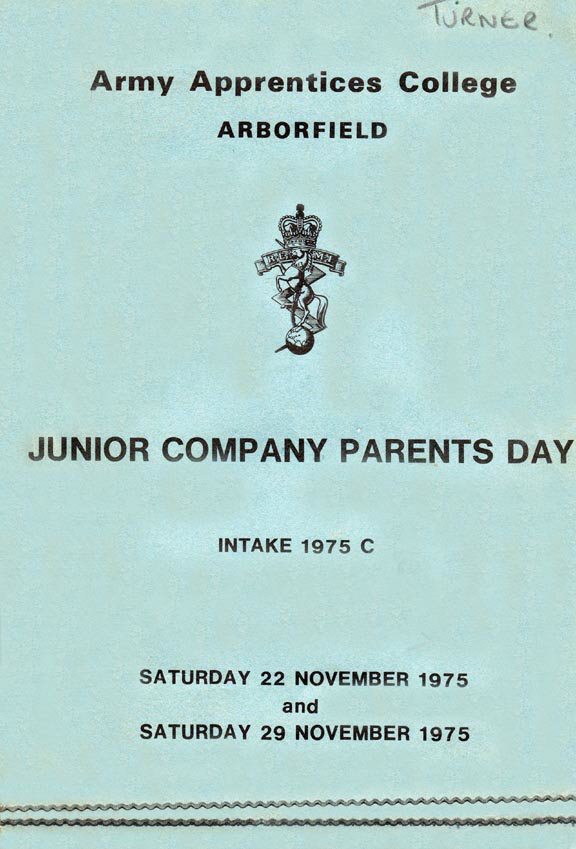 TURNER.
Army Apprentices College
ARBORFIELD
JUNIOR COMPANY PARENTS DAY
INTAKE 1975 C
SATURDAY 22 NOVEMBER 1975
and
SATURDAY 29 NOVEMBER 1975